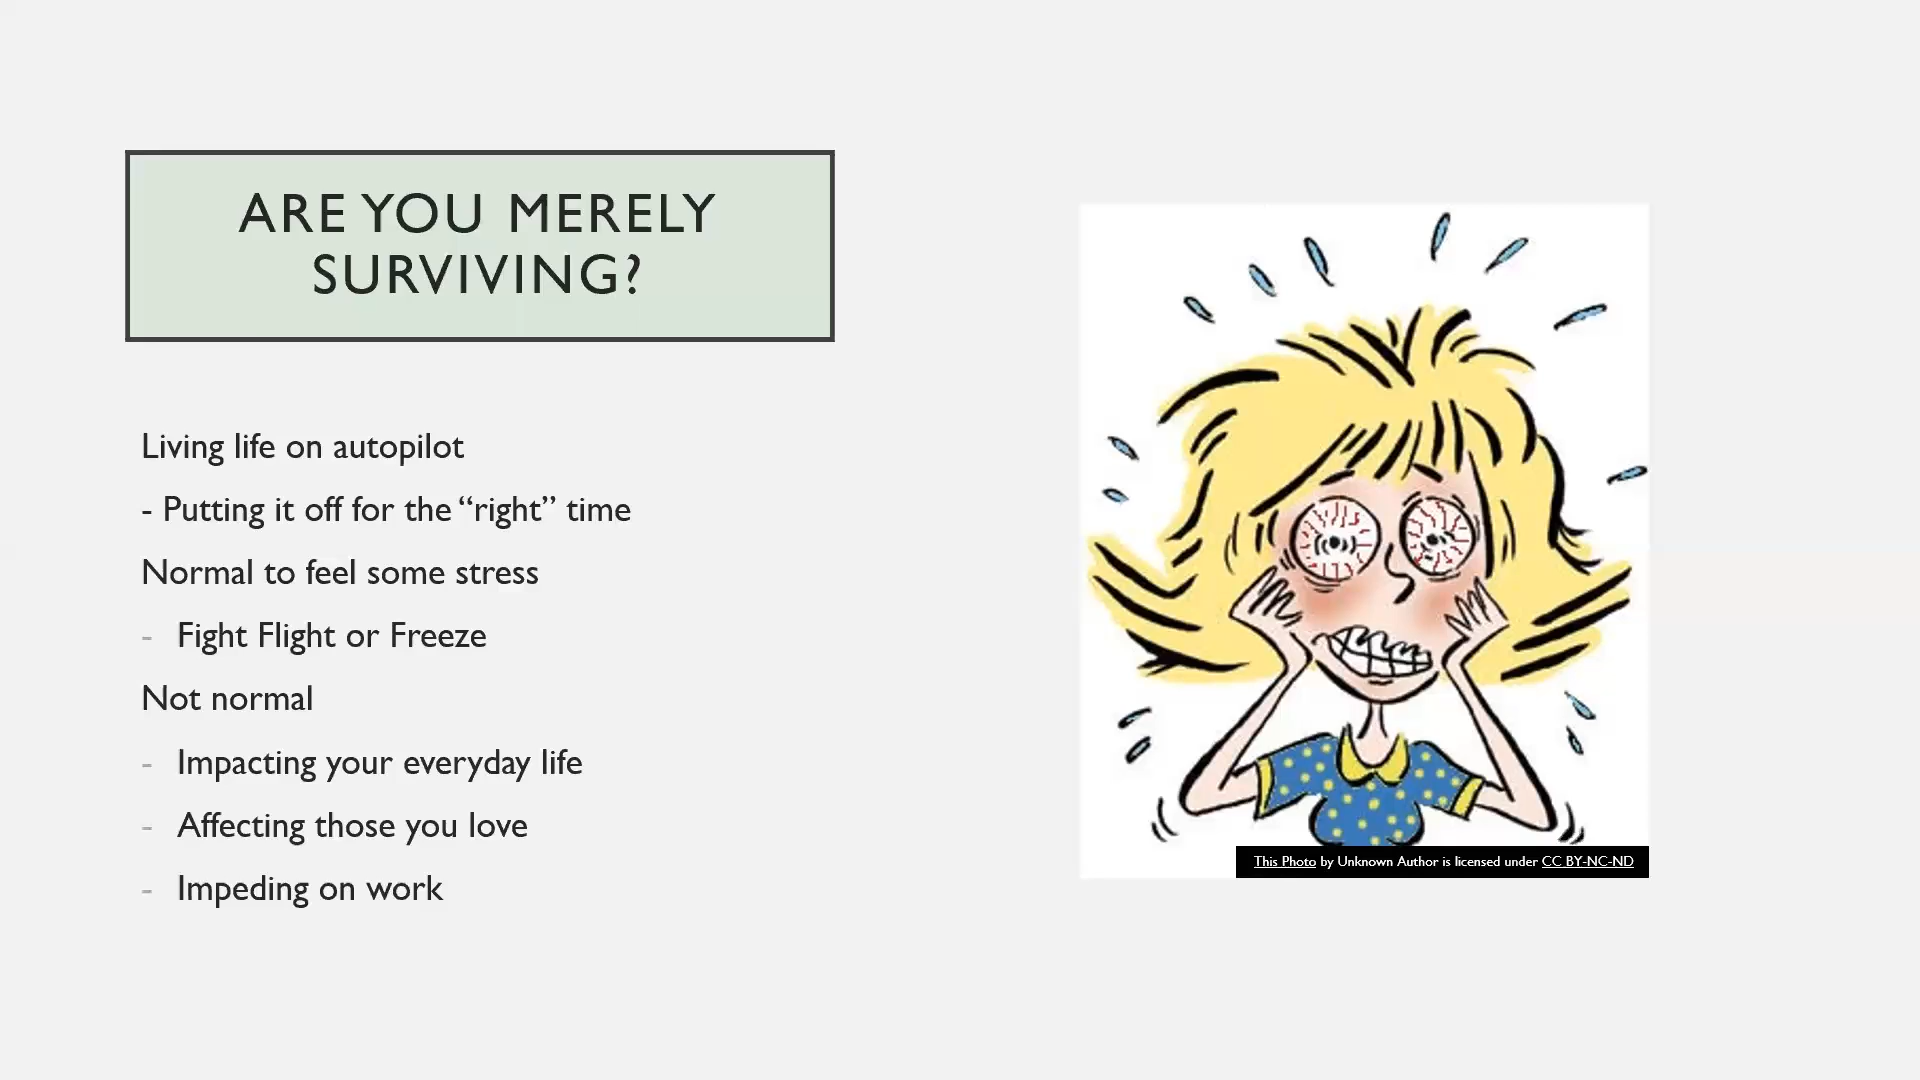 ARE YOU MERELY
SURVIVING?
Living life on autopilot
- Putting it off for the “right” time
Normal to feel some stress
- Fight Flight or Freeze
Not normal
- Impacting your everyday life
- Affecting those you love
- Impeding on work
This Photo by Unknown Author is licensed under CC BY-NC-ND